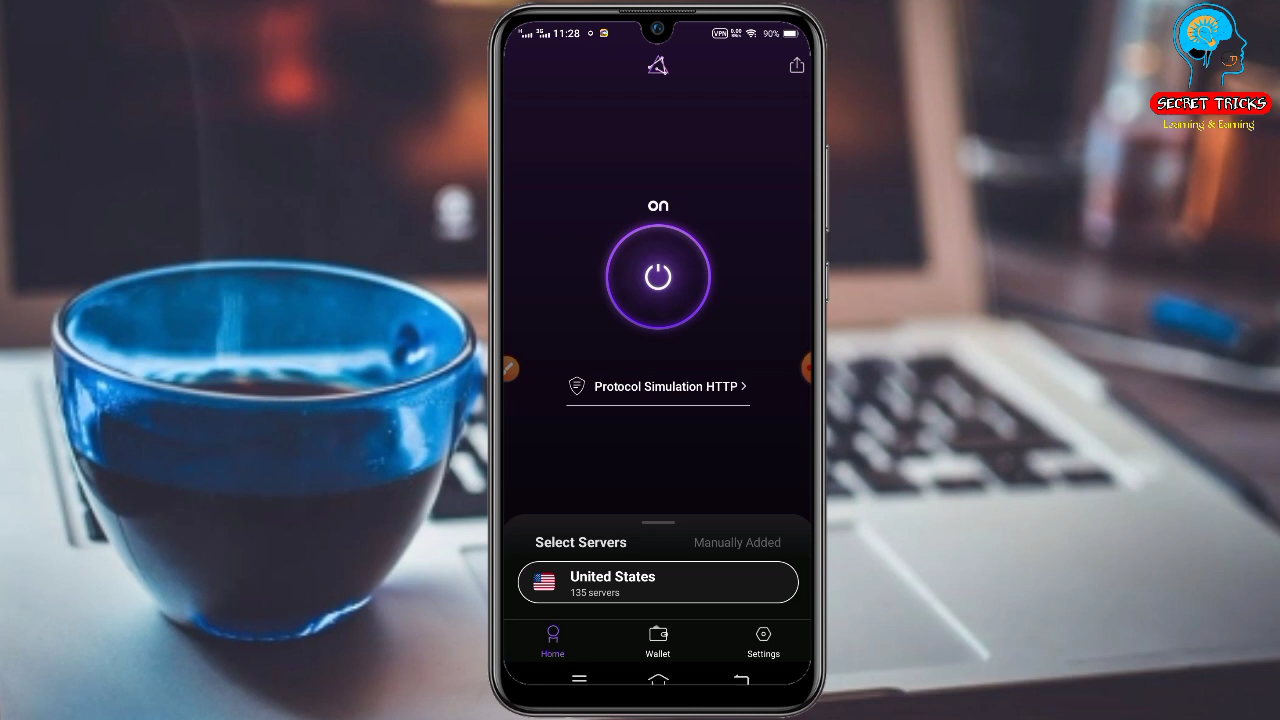 11:28
VPN
90%
SECRET TRICKS
Learning & Earning
on
Protocol Simulation HTTP
Select Servers
Manually Added
United States
135 servers
Home
Wallet
Settings